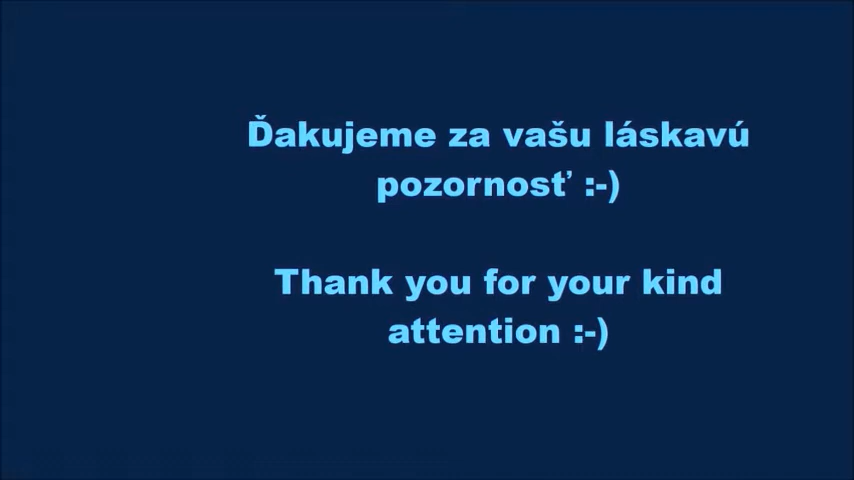 Ďakujeme za vašu láskavú
pozornosť :-)
Thank you for your kind
attention :-)